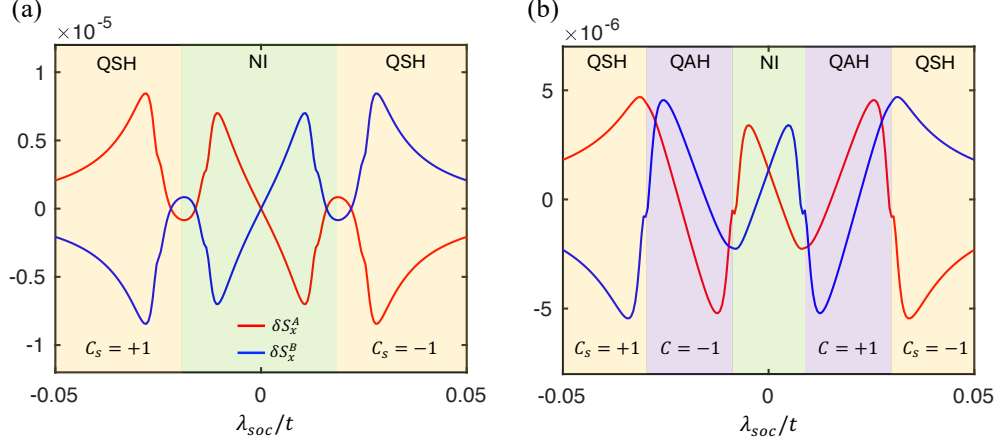 (a)
×10⁻⁵
QSH NI QSH
1
0.5
0
-0.5
-1
δS_x^A
δS_x^B
C_s = +1 C_s = −1
-0.05 0 0.05
λ_soc/t
(b)
×10⁻⁶
QSH QAH NI QAH QSH
5
0
-5
C_s = +1 C = −1 C = +1 C_s = −1
-0.05 0 0.05
λ_soc/t